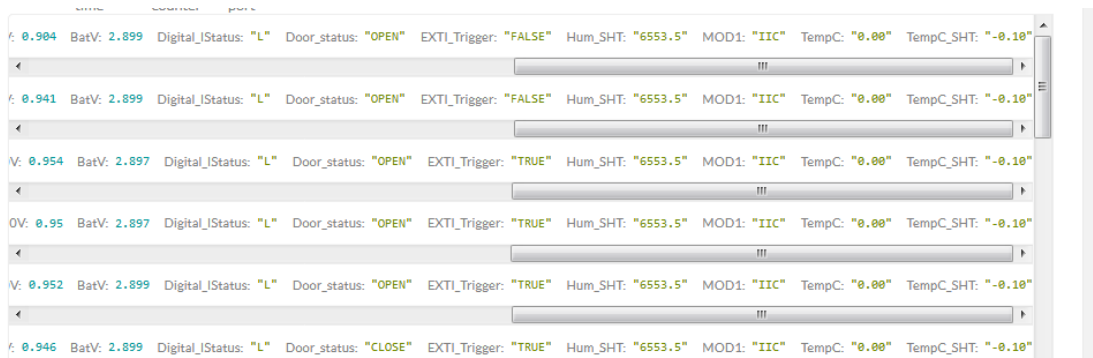 time counter port
V: 0.904 BatV: 2.899 Digital_IStatus: "L" Door_status: "OPEN" EXTI_Trigger: "FALSE" Hum_SHT: "6553.5" MOD1: "IIC" TempC: "0.00" TempC_SHT: "-0.10"
V: 0.941 BatV: 2.899 Digital_IStatus: "L" Door_status: "OPEN" EXTI_Trigger: "FALSE" Hum_SHT: "6553.5" MOD1: "IIC" TempC: "0.00" TempC_SHT: "-0.10"
V: 0.954 BatV: 2.897 Digital_IStatus: "L" Door_status: "OPEN" EXTI_Trigger: "TRUE" Hum_SHT: "6553.5" MOD1: "IIC" TempC: "0.00" TempC_SHT: "-0.10"
0V: 0.95 BatV: 2.897 Digital_IStatus: "L" Door_status: "OPEN" EXTI_Trigger: "TRUE" Hum_SHT: "6553.5" MOD1: "IIC" TempC: "0.00" TempC_SHT: "-0.10"
V: 0.952 BatV: 2.899 Digital_IStatus: "L" Door_status: "OPEN" EXTI_Trigger: "TRUE" Hum_SHT: "6553.5" MOD1: "IIC" TempC: "0.00" TempC_SHT: "-0.10"
V: 0.946 BatV: 2.899 Digital_IStatus: "L" Door_status: "CLOSE" EXTI_Trigger: "TRUE" Hum_SHT: "6553.5" MOD1: "IIC" TempC: "0.00" TempC_SHT: "-0.10"